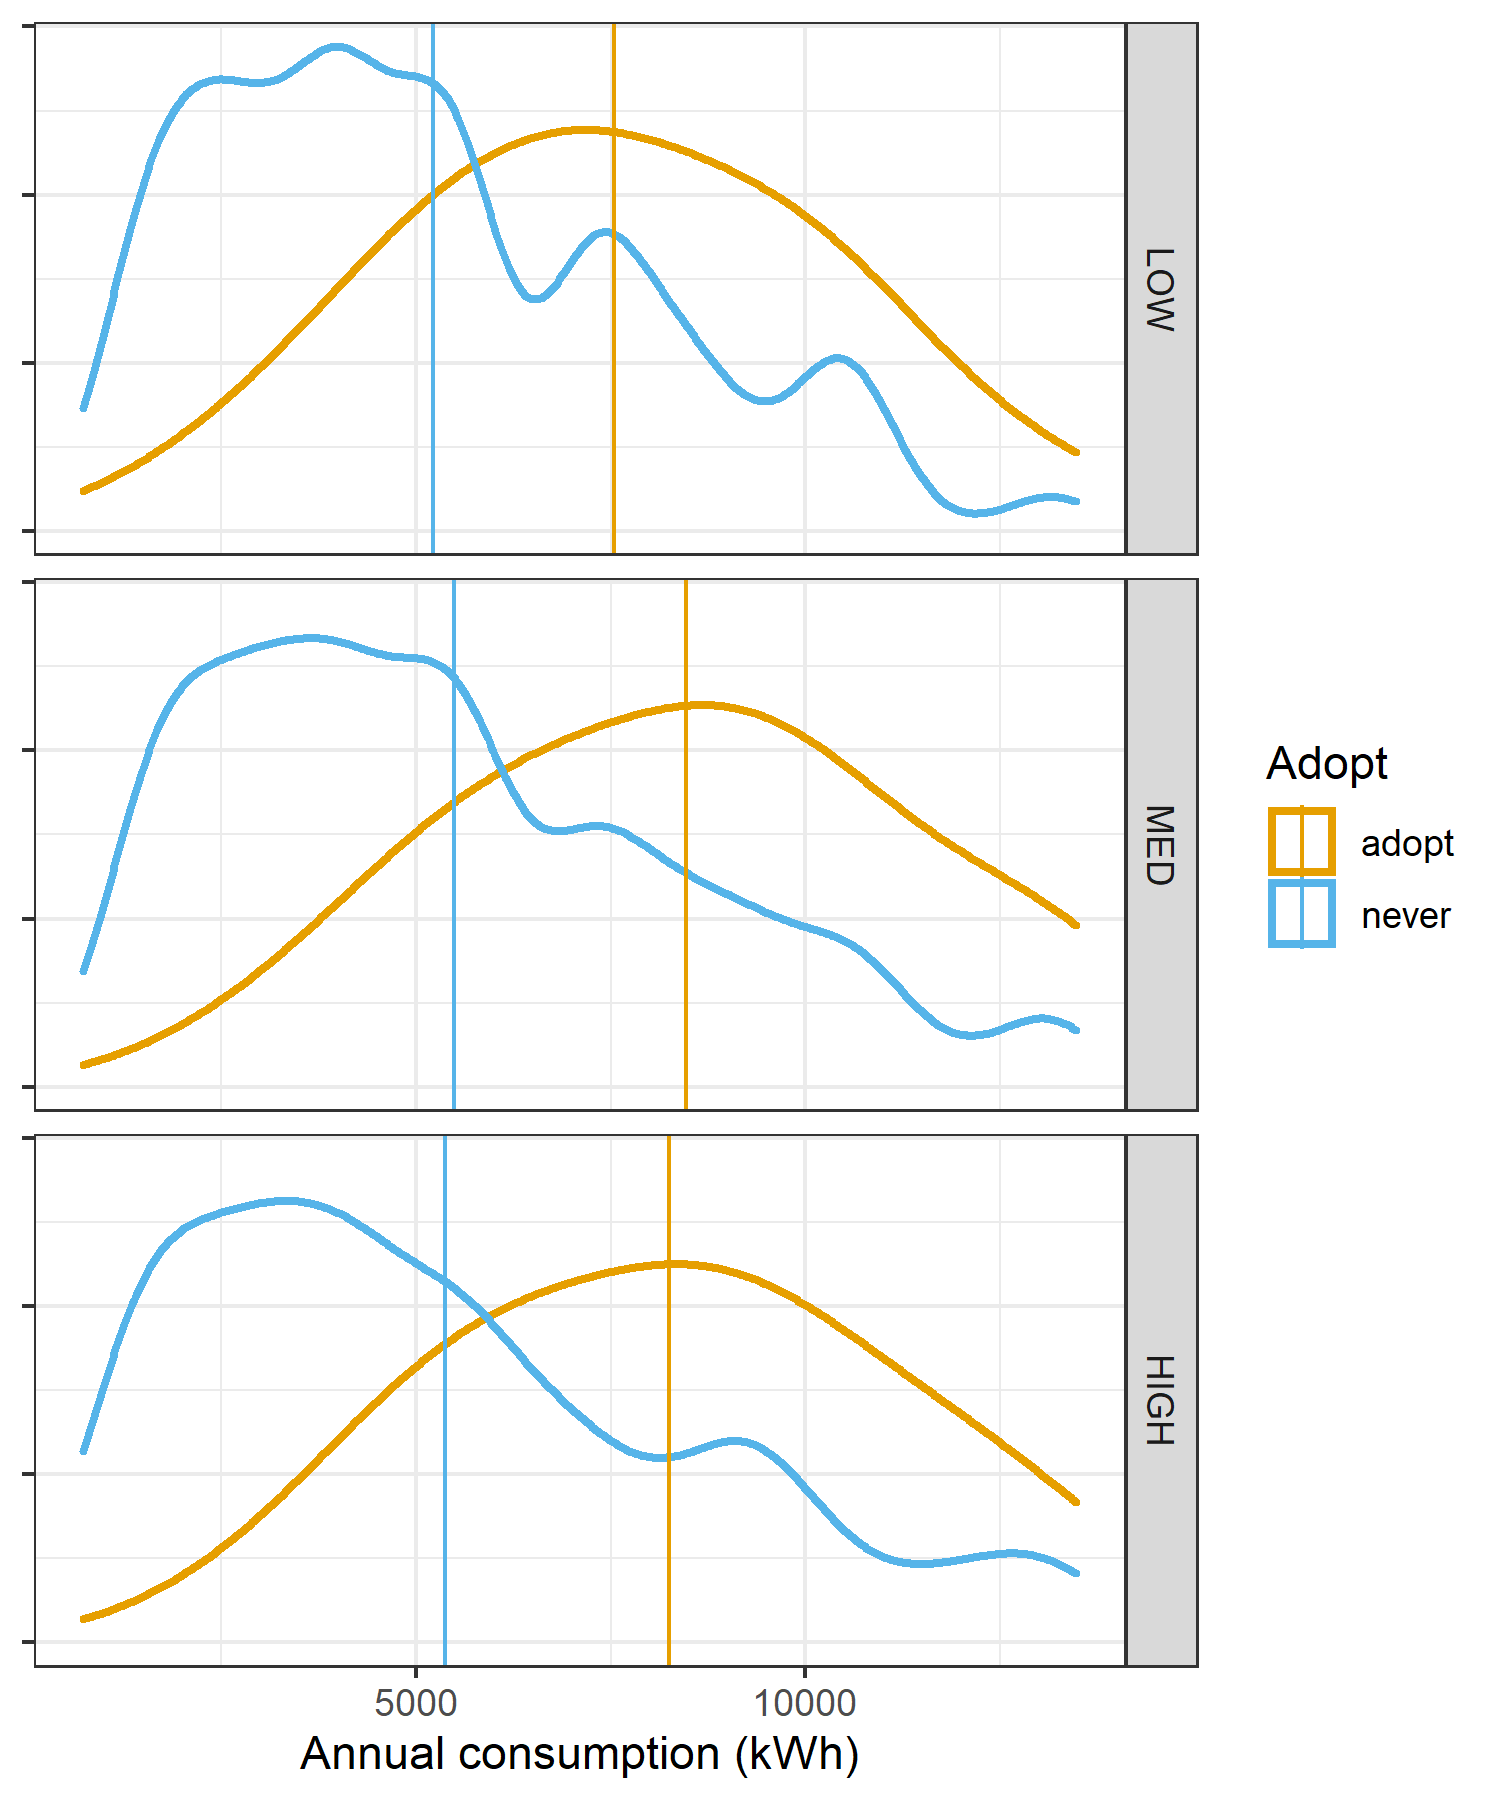 LOW
MED
HIGH
5000
10000
Annual consumption (kWh)
Adopt
adopt
never